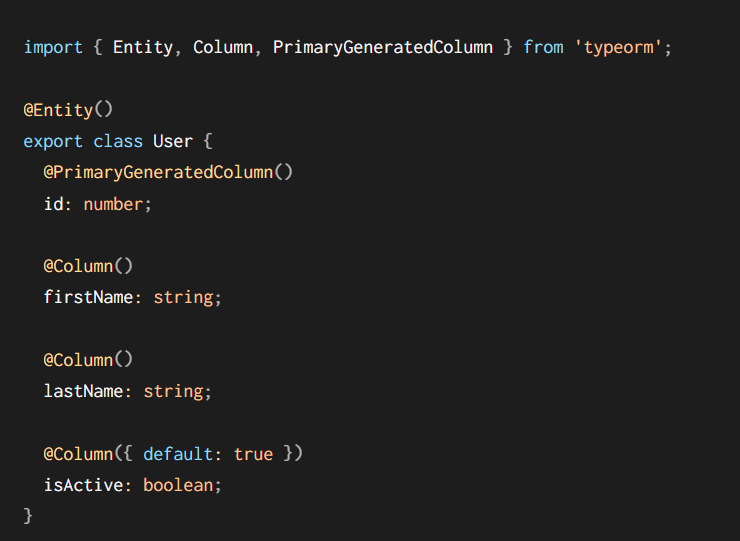 import { Entity, Column, PrimaryGeneratedColumn } from 'typeorm';
@Entity()
export class User {
@PrimaryGeneratedColumn()
id: number;
@Column()
firstName: string;
@Column()
lastName: string;
@Column({ default: true })
isActive: boolean;
}